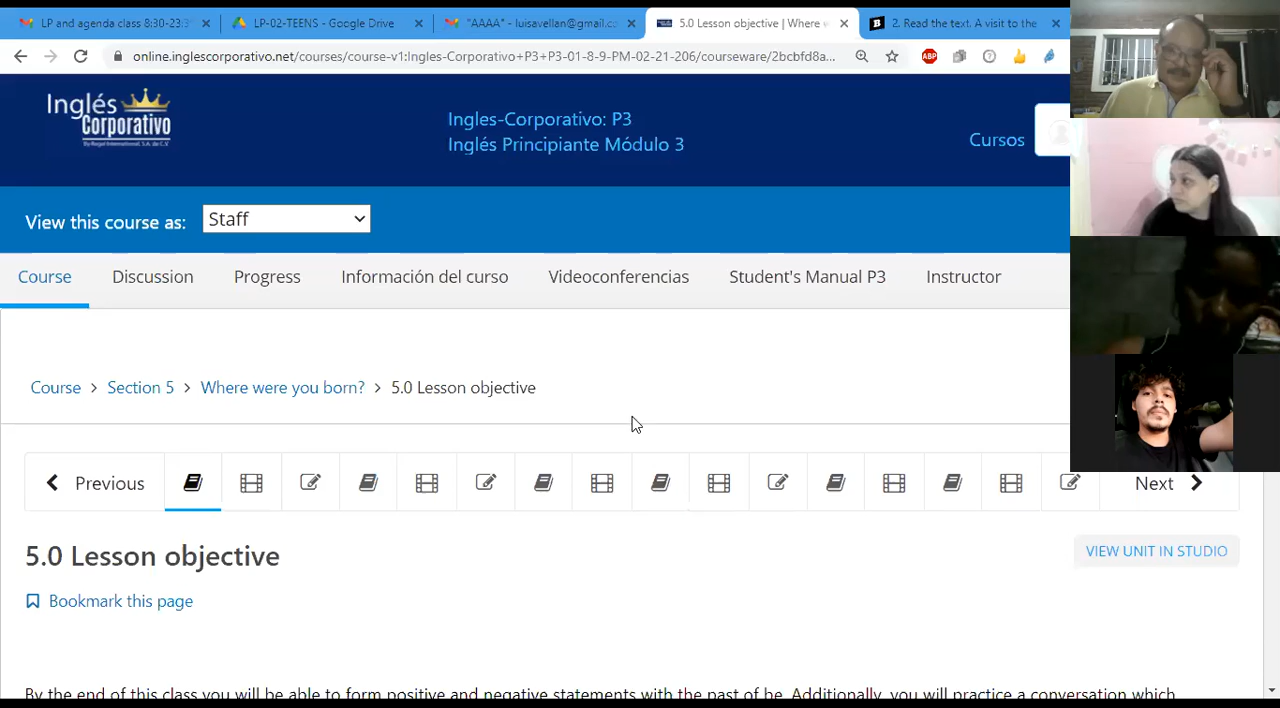 LP and agenda class 8:30-23:3
LP-02-TEENS - Google Drive
"AAAA" - luisavellan@gmail.co
5.0 Lesson objective | Where w
2. Read the text. A visit to the
online.inglescorporativo.net/courses/course-v1:Ingles-Corporativo+P3+P3-01-8-9-PM-02-21-206/courseware/2bcbfd8a...
ABP
Inglés
Corporativo
By Regal International, S.A. de C.V
Ingles-Corporativo: P3
Inglés Principiante Módulo 3
Cursos
View this course as:
Staff
Course
Discussion
Progress
Información del curso
Videoconferencias
Student's Manual P3
Instructor
Course > Section 5 > Where were you born? > 5.0 Lesson objective
Previous
Next
5.0 Lesson objective
VIEW UNIT IN STUDIO
Bookmark this page
By the end of this class you will be able to form positive and negative statements with the past of be. Additionally, you will practice a conversation which